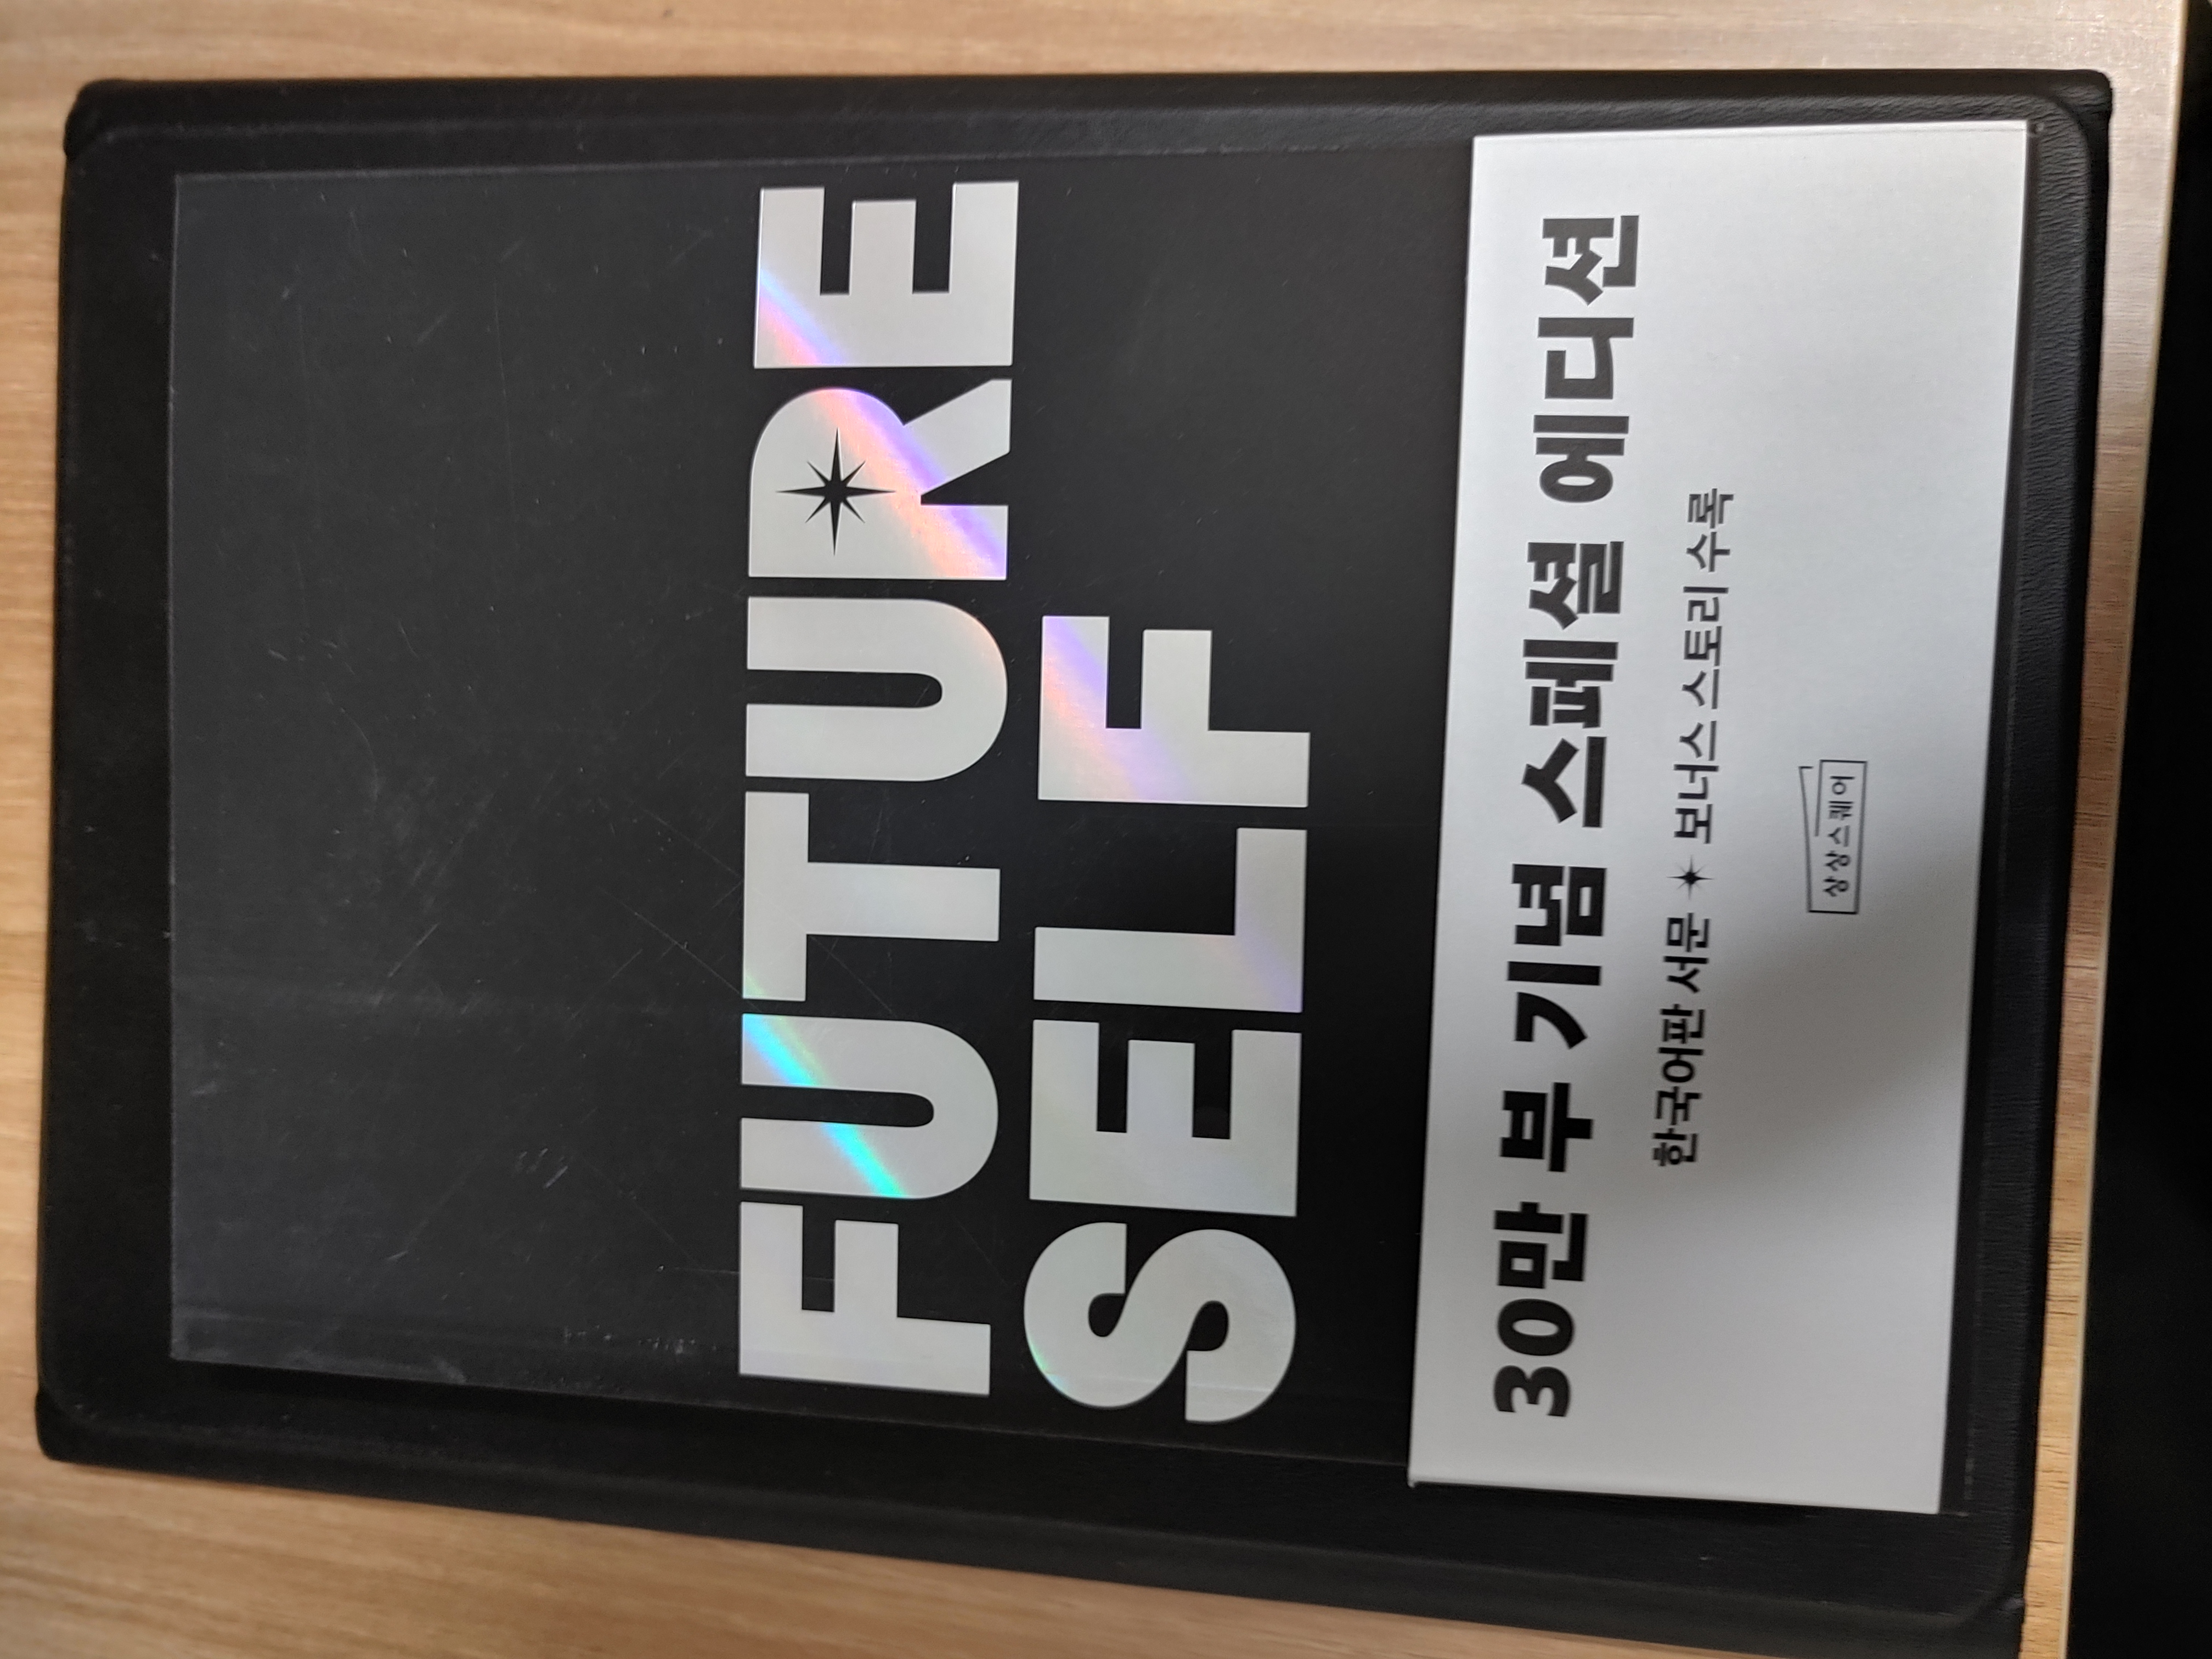 FUTURE
SELF
30만 부 기념 스페셜 에디션
한국어판 서문 ✦ 보너스 스토리 수록
상상스퀘어